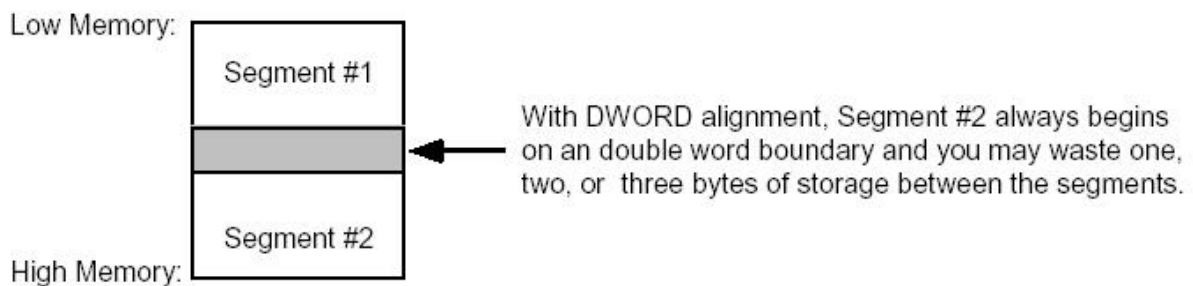 Low Memory:
Segment #1
With DWORD alignment, Segment #2 always begins
on an double word boundary and you may waste one,
two, or three bytes of storage between the segments.
Segment #2
High Memory: